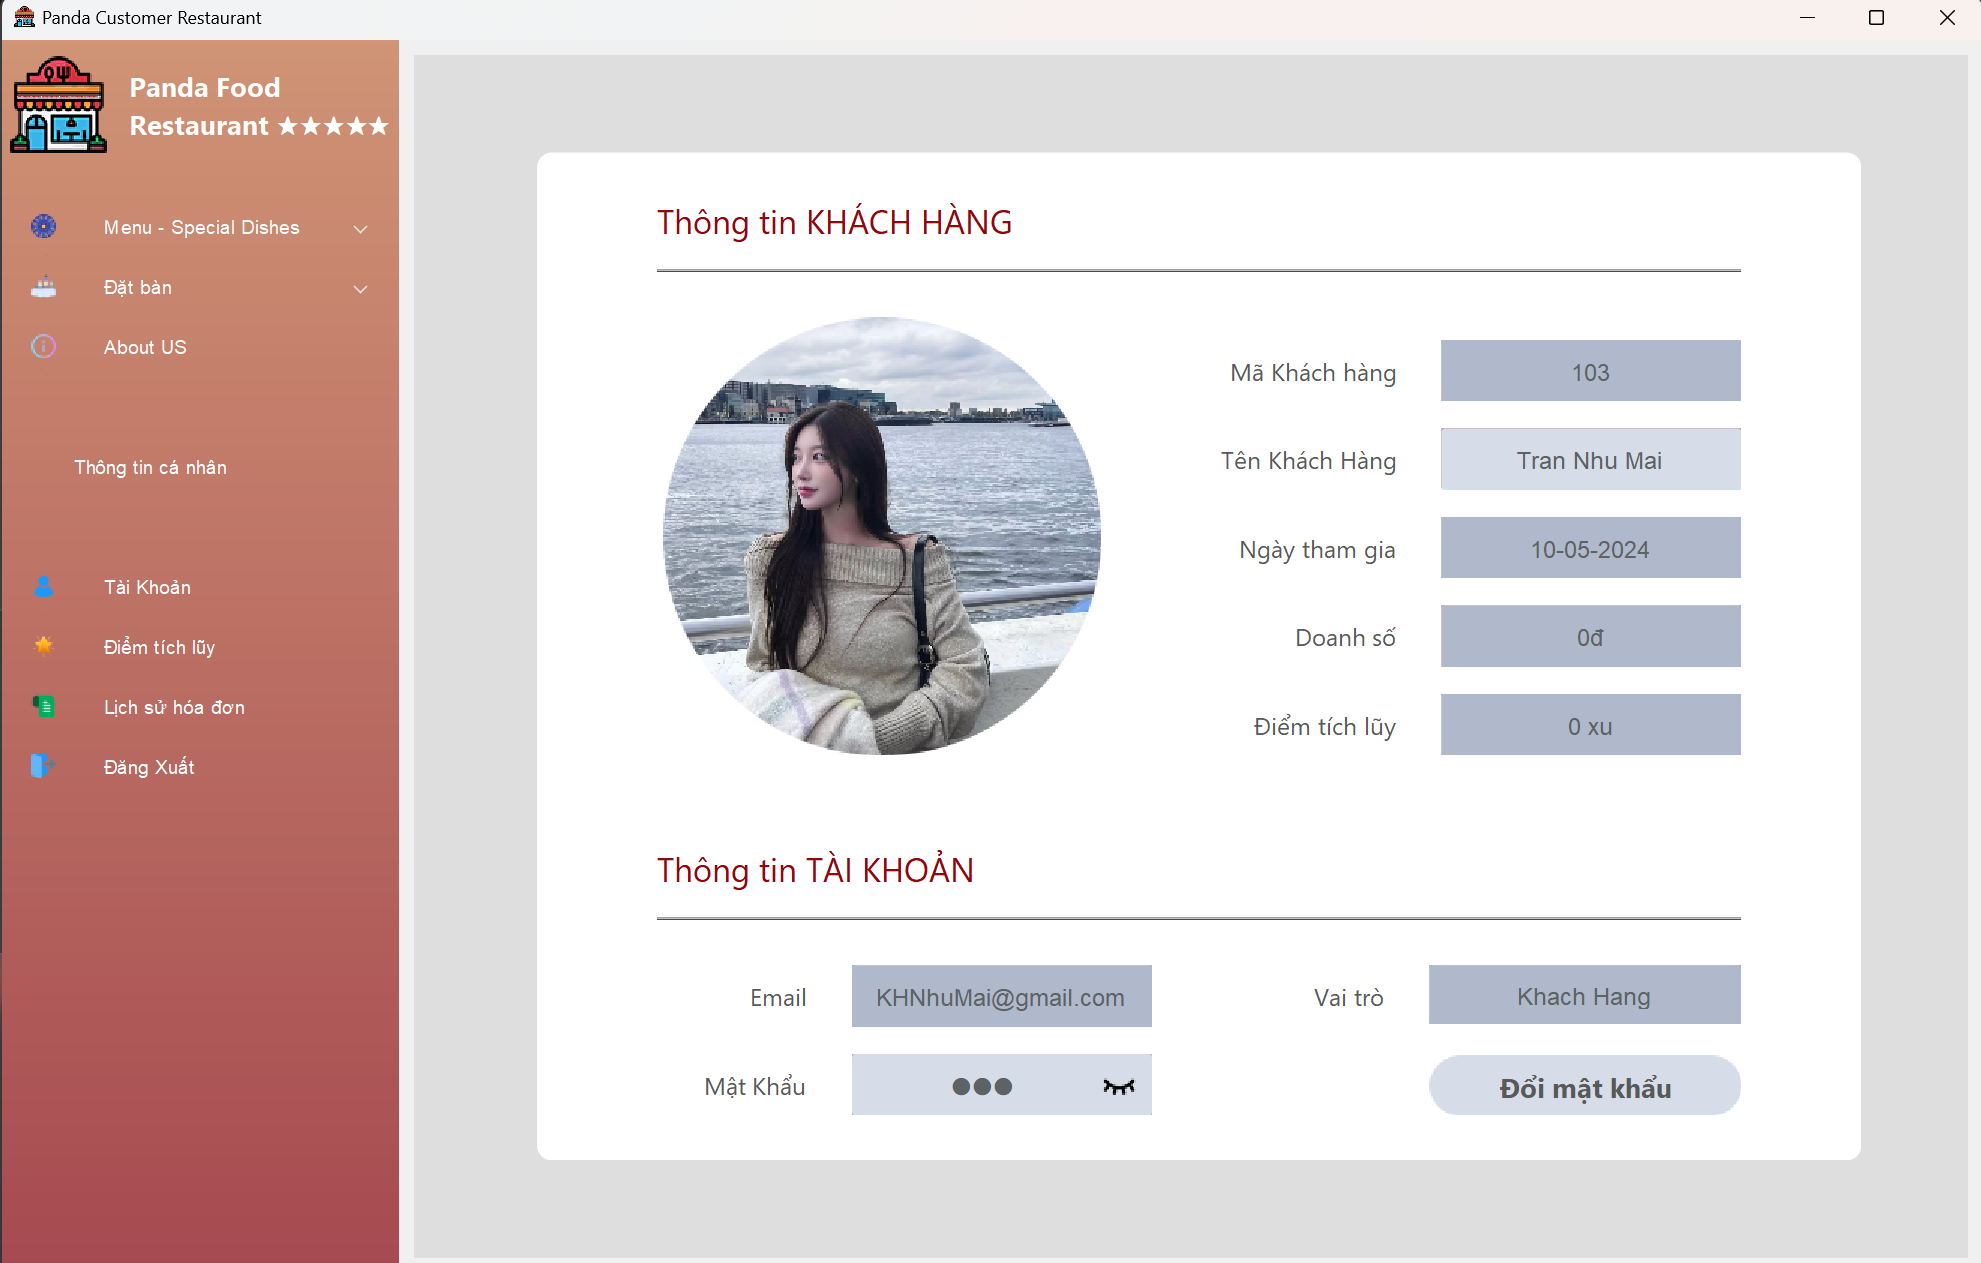 Panda Customer Restaurant
Panda Food
Restaurant ★★★★★
Menu - Special Dishes
Đặt bàn
About US
Thông tin cá nhân
Tài Khoản
Điểm tích lũy
Lịch sử hóa đơn
Đăng Xuất
Thông tin KHÁCH HÀNG
Mã Khách hàng 103
Tên Khách Hàng Tran Nhu Mai
Ngày tham gia 10-05-2024
Doanh số 0đ
Điểm tích lũy 0 xu
Thông tin TÀI KHOẢN
Email KHNhuMai@gmail.com Vai trò Khach Hang
Mật Khẩu ●●● Đổi mật khẩu